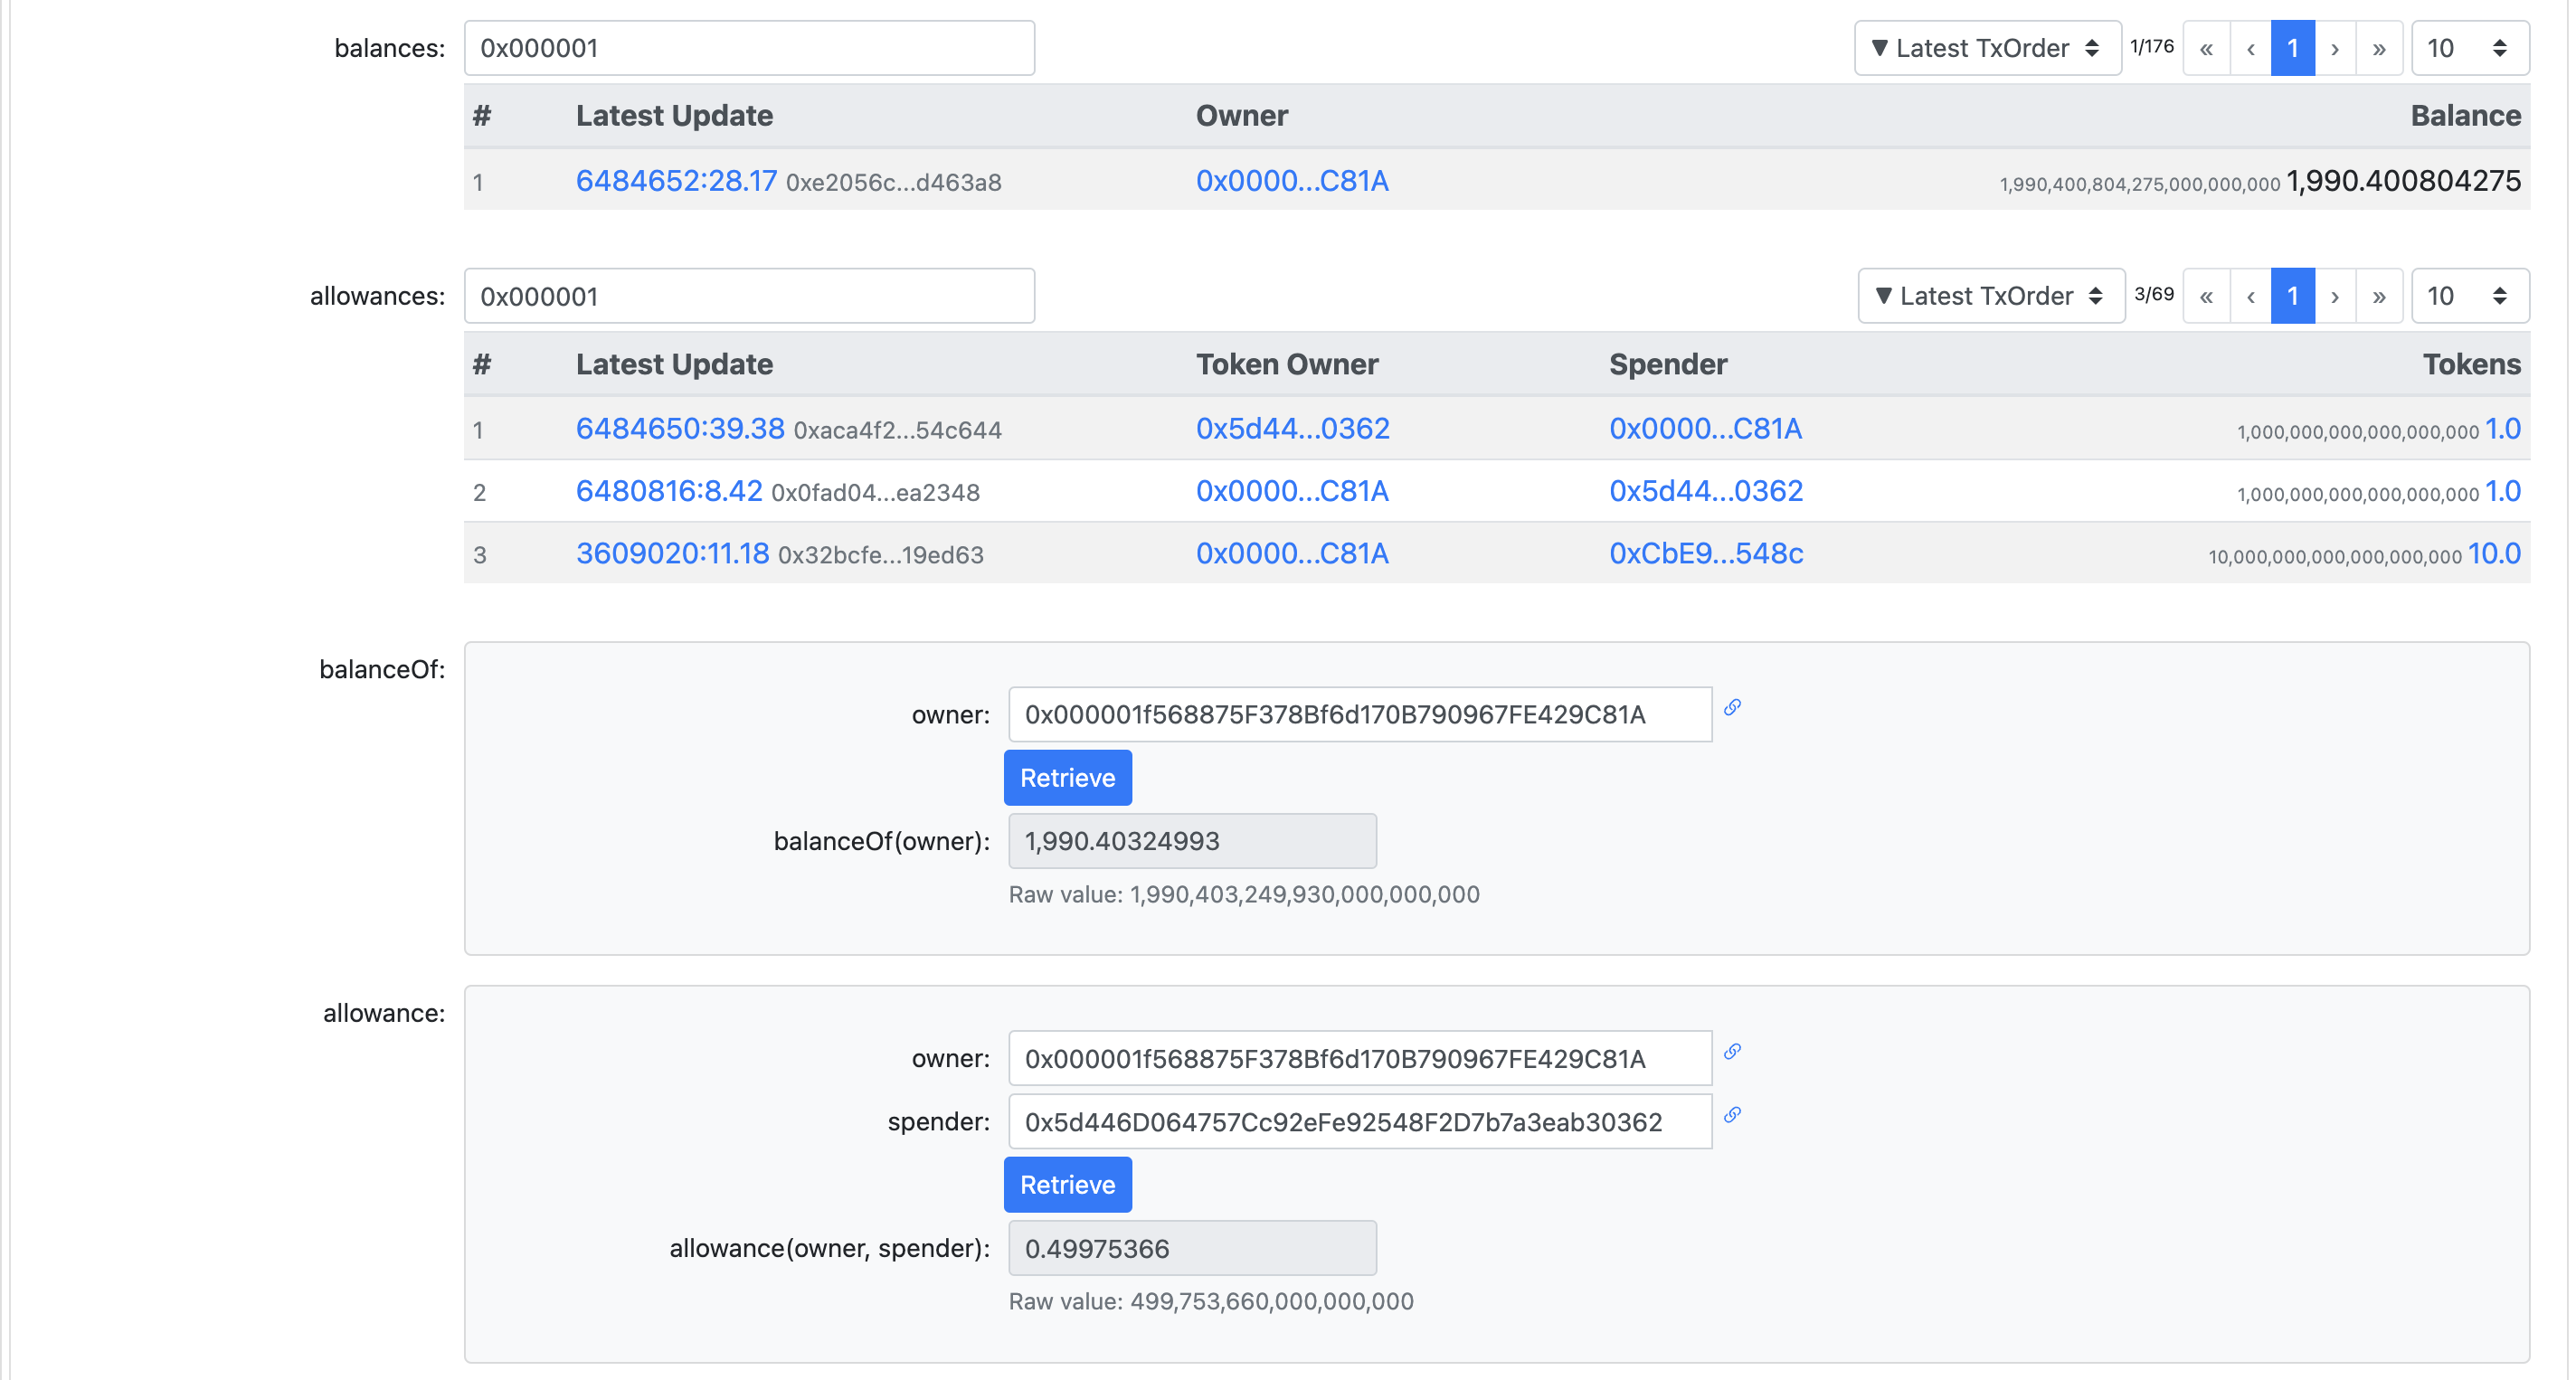 balances: 0x000001 ▼ Latest TxOrder 1/176 « ‹ 1 › » 10
# Latest Update Owner Balance
1 6484652:28.17 0xe2056c...d463a8 0x0000...C81A 1,990,400,804,275,000,000,000 1,990.400804275
allowances: 0x000001 ▼ Latest TxOrder 3/69 « ‹ 1 › » 10
# Latest Update Token Owner Spender Tokens
1 6484650:39.38 0xaca4f2...54c644 0x5d44...0362 0x0000...C81A 1,000,000,000,000,000,000 1.0
2 6480816:8.42 0x0fad04...ea2348 0x0000...C81A 0x5d44...0362 1,000,000,000,000,000,000 1.0
3 3609020:11.18 0x32bcfe...19ed63 0x0000...C81A 0xCbE9...548c 10,000,000,000,000,000,000 10.0
balanceOf:
owner: 0x000001f568875F378Bf6d170B790967FE429C81A
Retrieve
balanceOf(owner): 1,990.40324993
Raw value: 1,990,403,249,930,000,000,000
allowance:
owner: 0x000001f568875F378Bf6d170B790967FE429C81A
spender: 0x5d446D064757Cc92eFe92548F2D7b7a3eab30362
Retrieve
allowance(owner, spender): 0.49975366
Raw value: 499,753,660,000,000,000